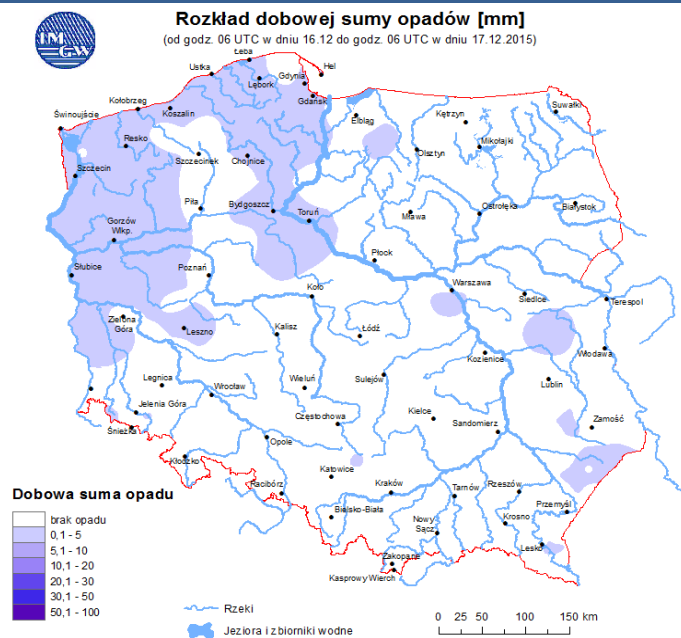 Rozkład dobowej sumy opadów [mm]
(od godz. 06 UTC w dniu 16.12 do godz. 06 UTC w dniu 17.12.2015)
IM
GW
Łeba
Hel
Ustka
Gdynia
Lębork
Gdańsk
Kołobrzeg
Koszalin
Suwałki
Świnoujście
Elbląg
Kętrzyn
Resko
Mikołajki
Szczecinek
Chojnice
Olsztyn
Szczecin
Piła
Bydgoszcz
Toruń
Mława
Ostrołęka
Białystok
Gorzów
Wlkp.
Płock
Słubice
Poznań
Koło
Warszawa
Siedlce
Terespol
Zielona
Góra
Leszno
Kalisz
Łódź
Kozienice
Włodawa
Legnica
Wrocław
Wieluń
Sulejów
Lublin
Jelenia Góra
Śnieżka
Częstochowa
Kielce
Sandomierz
Zamość
Opole
Kłodzko
Katowice
Racibórz
Kraków
Tarnów
Rzeszów
Przemyśl
Bielsko-Biała
Nowy
Sącz
Krosno
Lesko
Zakopane
Kasprowy Wierch
Dobowa suma opadu
brak opadu
0,1 - 5
5,1 - 10
10,1 - 20
20,1 - 30
30,1 - 50
50,1 - 100
Rzeki
Jeziora i zbiorniki wodne
0 25 50 100 150 km